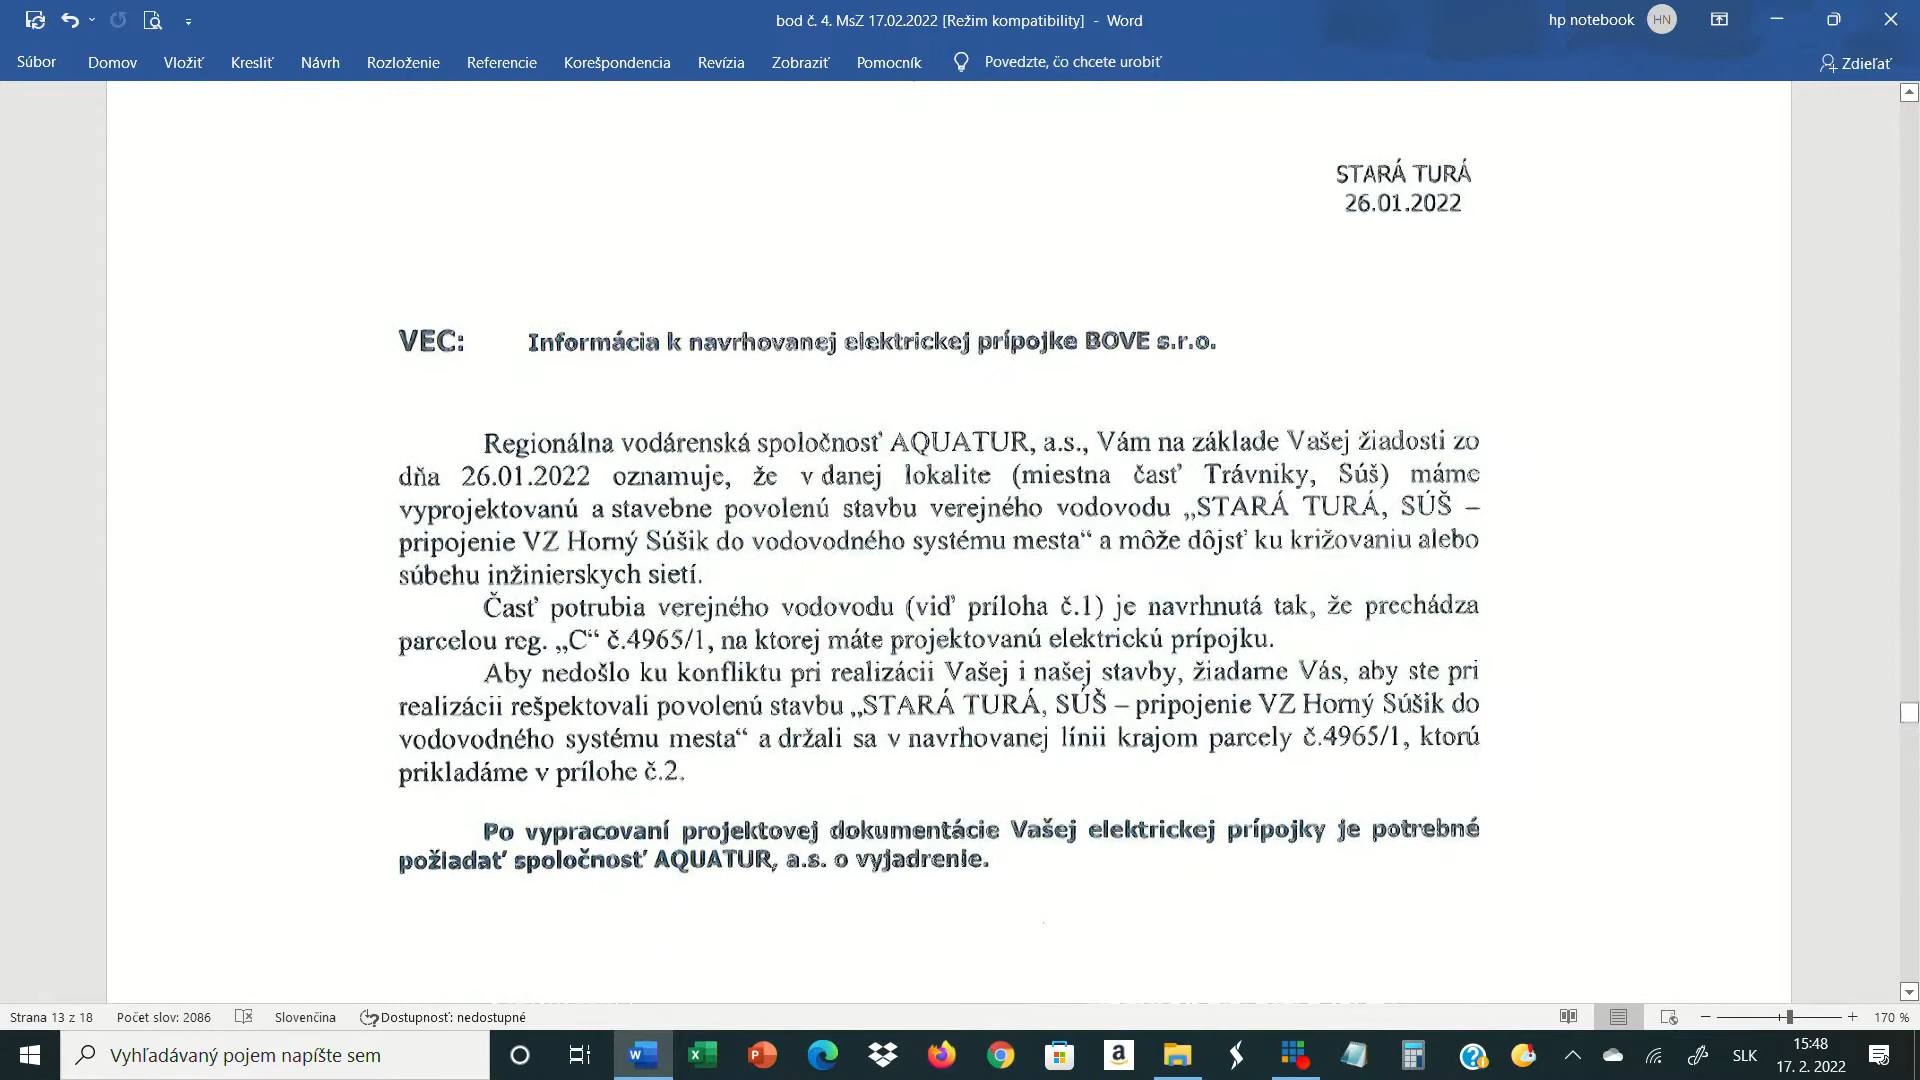 bod č. 4. MsZ 17.02.2022 [Režim kompatibility] - Word
hp notebook HN
Súbor Domov Vložiť Kresliť Návrh Rozloženie Referencie Korešpondencia Revízia Zobraziť Pomocník Povedzte, čo chcete urobiť Zdieľať
STARÁ TURÁ
26.01.2022
VEC: Informácia k navrhovanej elektrickej prípojke BOVE s.r.o.
Regionálna vodárenská spoločnosť AQUATUR, a.s., Vám na základe Vašej žiadosti zo
dňa 26.01.2022 oznamuje, že v danej lokalite (miestna časť Trávniky, Súš) máme
vyprojektovanú a stavebne povolenú stavbu verejného vodovodu „STARÁ TURÁ, SÚŠ –
pripojenie VZ Horný Súšik do vodovodného systému mesta“ a môže dôjsť ku križovaniu alebo
súbehu inžinierskych sietí.
Časť potrubia verejného vodovodu (viď príloha č.1) je navrhnutá tak, že prechádza
parcelou reg. „C“ č.4965/1, na ktorej máte projektovanú elektrickú prípojku.
Aby nedošlo ku konfliktu pri realizácii Vašej i našej stavby, žiadame Vás, aby ste pri
realizácii rešpektovali povolenú stavbu „STARÁ TURÁ, SÚŠ – pripojenie VZ Horný Súšik do
vodovodného systému mesta“ a držali sa v navrhovanej línii krajom parcely č.4965/1, ktorú
prikladáme v prílohe č.2.
Po vypracovaní projektovej dokumentácie Vašej elektrickej prípojky je potrebné
požiadať spoločnosť AQUATUR, a.s. o vyjadrenie.
Strana 13 z 18 Počet slov: 2086 Slovenčina Dostupnosť: nedostupné 170 %
Vyhľadávaný pojem napíšte sem SLK 15:48
17. 2. 2022